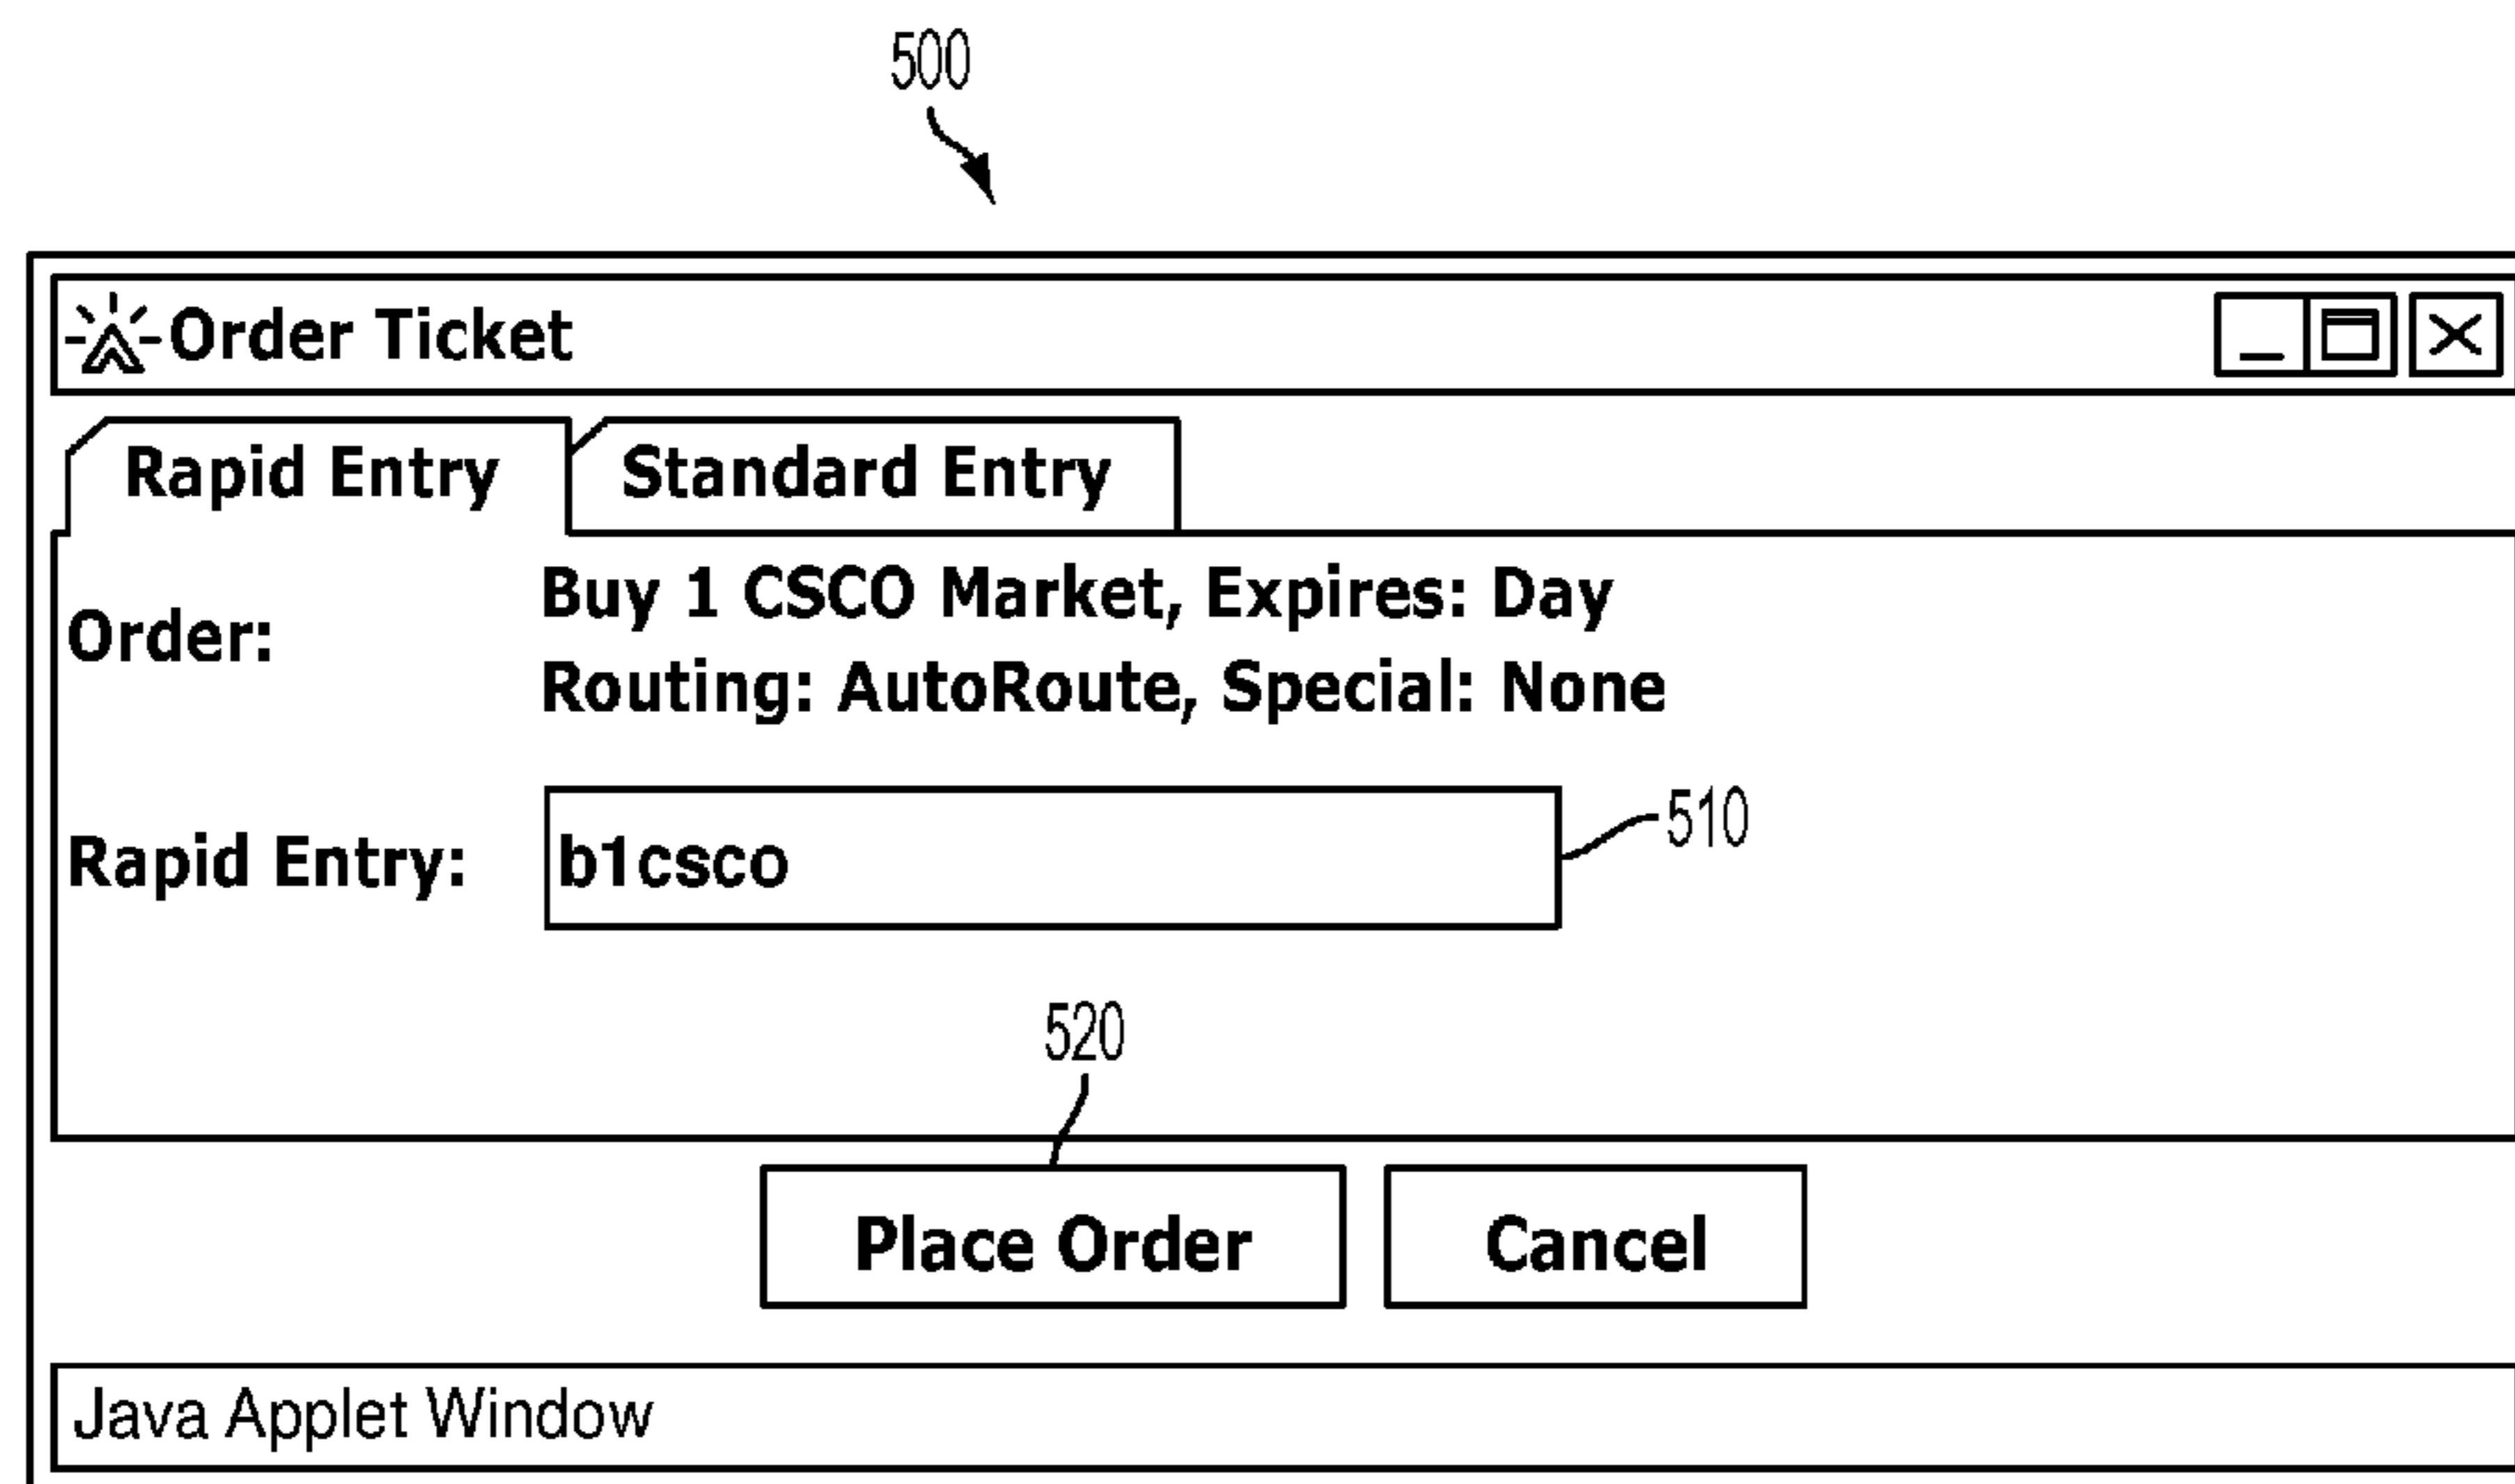 500
Order Ticket
Rapid Entry Standard Entry
Order:
Buy 1 CSCO Market, Expires: Day
Routing: AutoRoute, Special: None
Rapid Entry: b1csco 510
520
Place Order Cancel
Java Applet Window